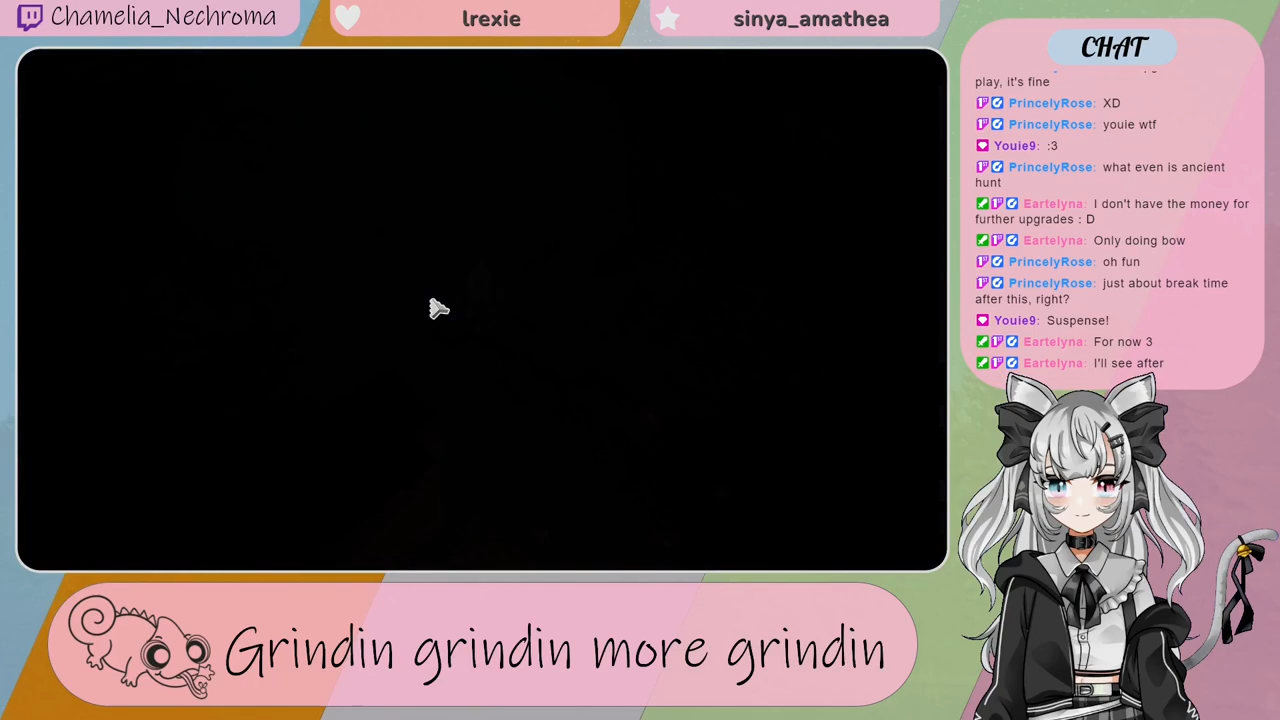 Chamelia_Nechroma
lrexie
sinya_amathea
CHAT
play, it's fine
PrincelyRose: XD
PrincelyRose: youie wtf
Youie9: :3
PrincelyRose: what even is ancient
hunt
Eartelyna: I don't have the money for
further upgrades : D
Eartelyna: Only doing bow
PrincelyRose: oh fun
PrincelyRose: just about break time
after this, right?
Youie9: Suspense!
Eartelyna: For now 3
Eartelyna: I'll see after
Grindin grindin more grindin